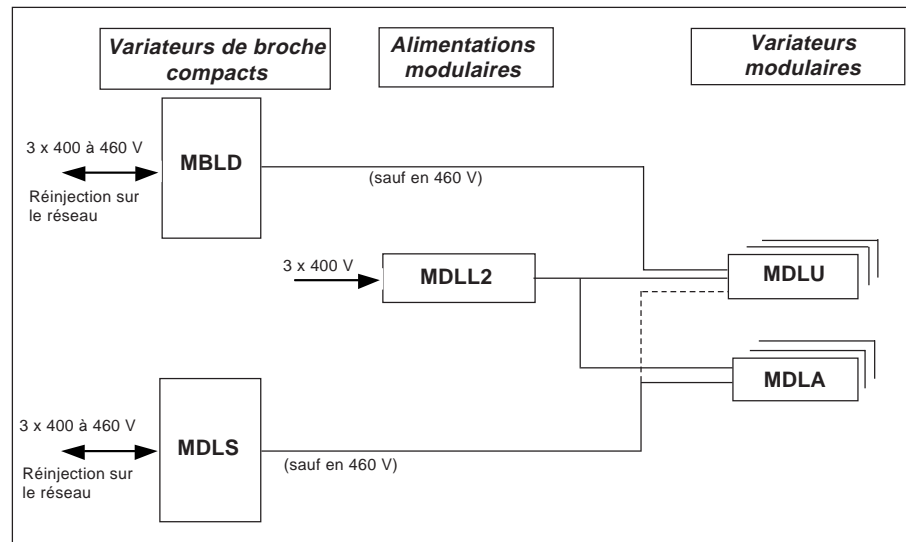 Variateurs de broche
compacts
Alimentations
modulaires
Variateurs
modulaires
3 x 400 à 460 V
MBLD
Réinjection sur
le réseau
(sauf en 460 V)
3 x 400 V
MDLL2
MDLU
MDLA
3 x 400 à 460 V
MDLS
Réinjection sur
le réseau
(sauf en 460 V)